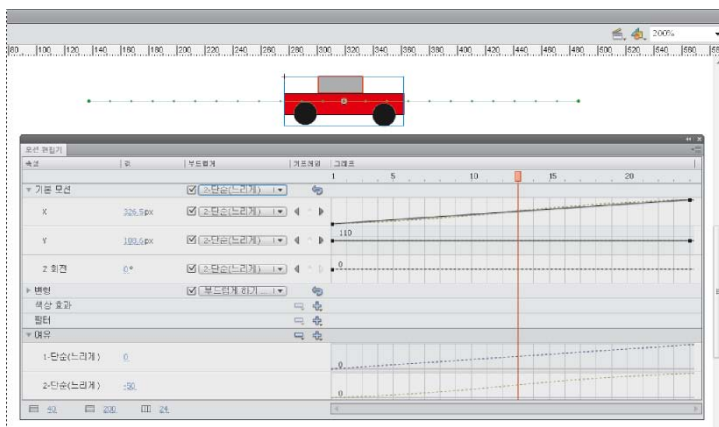 200%
80 100 120 140 160 180 200 220 240 260 280 300 320 340 360 380 360 400 420 440 460 480 500 520 540 560
모션 편집기
속성 값 부드럽게 키프레임 그래프
1 5 10 15 20
기본 모션 2-단순(느리게)
X 326.5px 2-단순(느리게)
110
Y 2-단순(느리게)
0
Z 회전 0° 2-단순(느리게)
변형 부드럽게 하기 ...
색상 효과
필터
여유
1-단순(느리게) 0
0
2-단순(느리게) -50
0
40 200 24